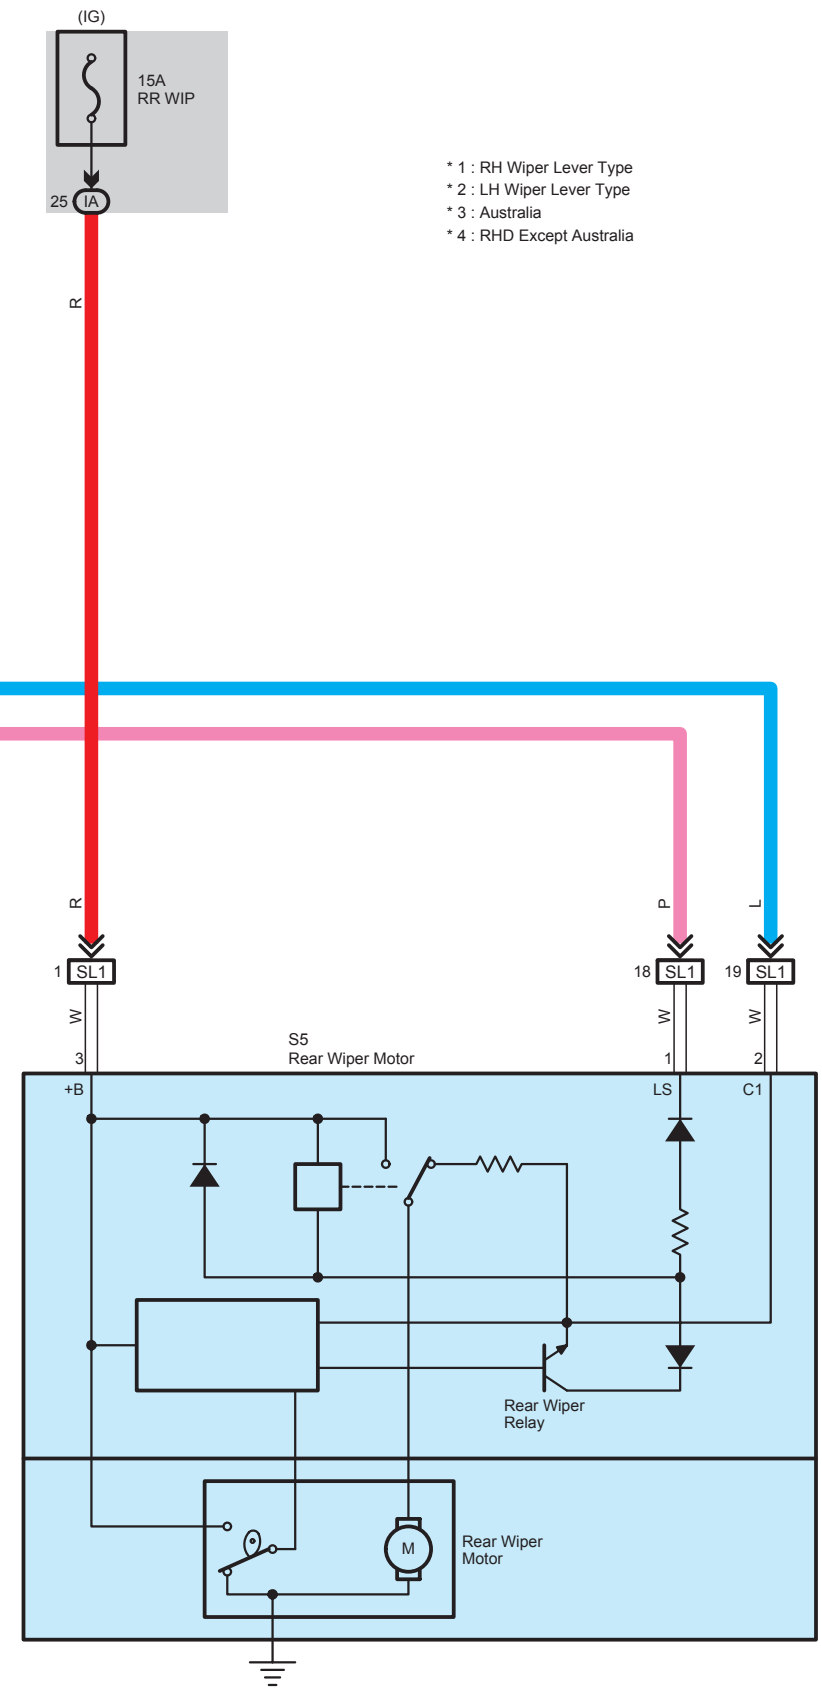 (IG)
15A
RR WIP
25 IA
* 1 : RH Wiper Lever Type
* 2 : LH Wiper Lever Type
* 3 : Australia
* 4 : RHD Except Australia
R
R
P
L
1 SL1
18 SL1
19 SL1
W
W
W
S5
Rear Wiper Motor
3
1
2
+B
LS
C1
Rear Wiper
Relay
M
Rear Wiper
Motor